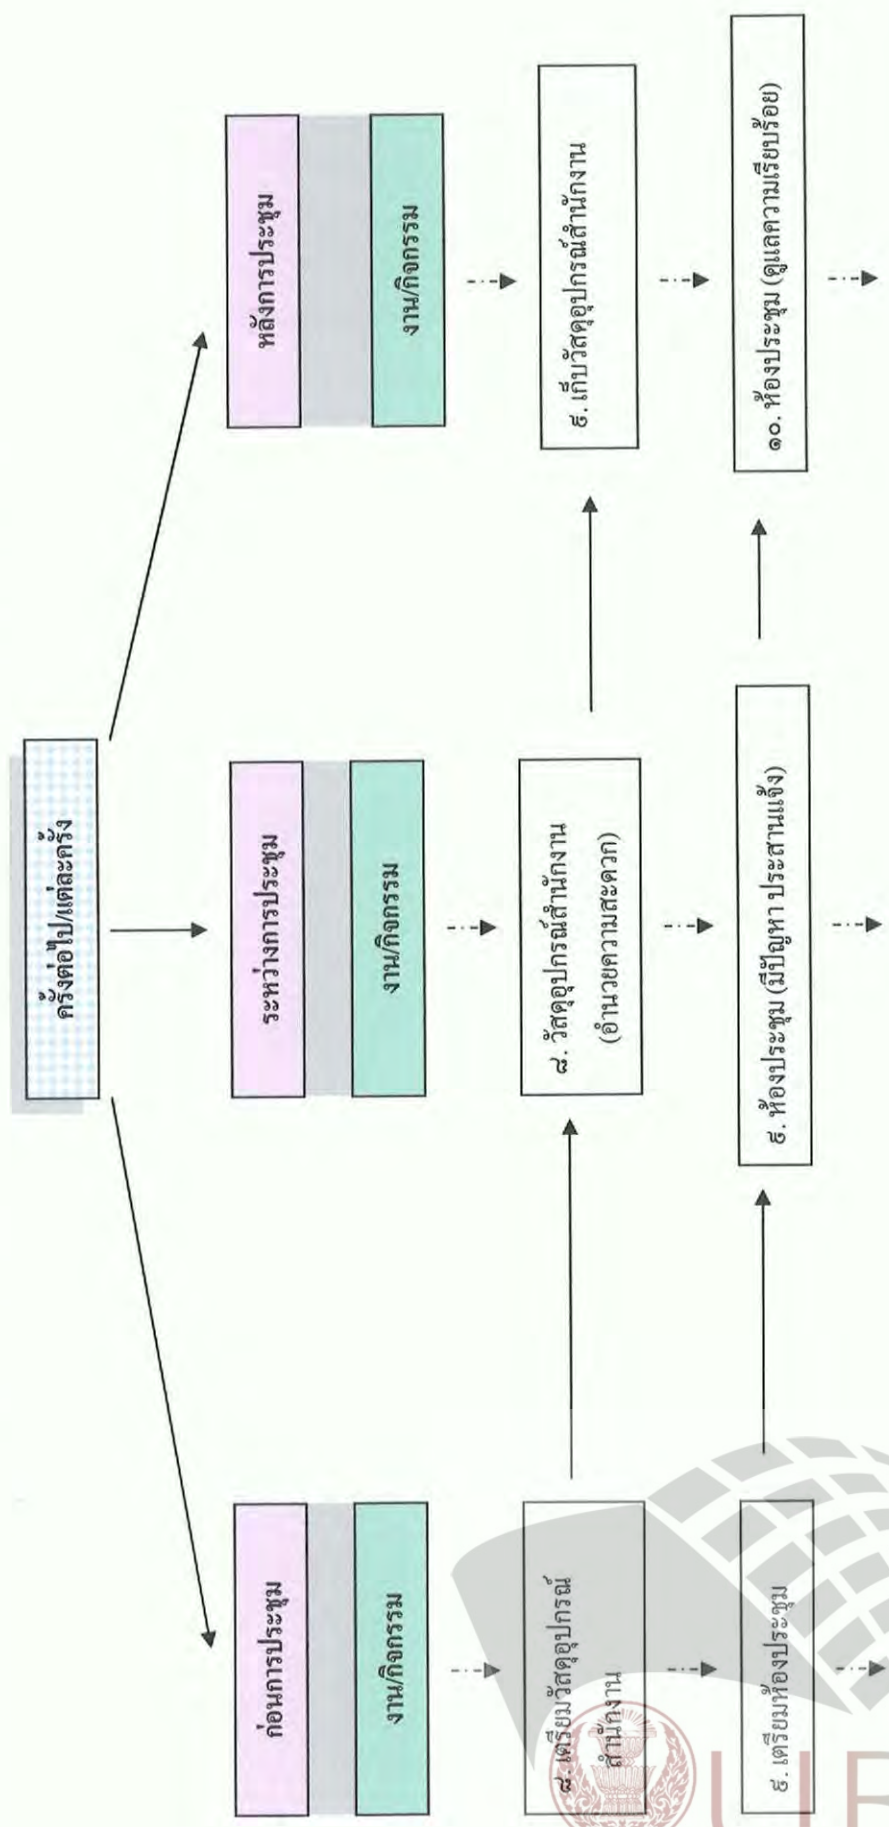 ครั้งต่อไป/แต่ละครั้ง
ก่อนการประชุม
ระหว่างการประชุม
หลังการประชุม
งาน/กิจกรรม
งาน/กิจกรรม
งาน/กิจกรรม
๘. เตรียมวัสดุอุปกรณ์
สำนักงาน
๘. วัสดุอุปกรณ์สำนักงาน
(อำนวยความสะดวก)
๙. เก็บวัสดุอุปกรณ์สำนักงาน
๙. เตรียมห้องประชุม
๙. ห้องประชุม (มีปัญหา ประสานแจ้ง)
๑๐. ห้องประชุม (ดูแลความเรียบร้อย)